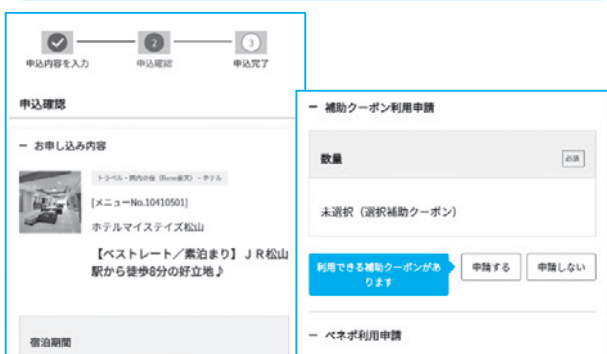 2
3
申込内容を入力
申込確認
申込完了
申込確認
− お申し込み内容
トラベル・国内の宿（Bene楽天）・ホテル
[メニューNo.10410501]
ホテルマイステイズ松山
【ベストレート／素泊まり】ＪＲ松山
駅から徒歩8分の好立地♪
宿泊期間
− 補助クーポン利用申請
数量
必須
未選択（選択補助クーポン）
利用できる補助クーポンがあ
ります
申請する
申請しない
− ベネポ利用申請